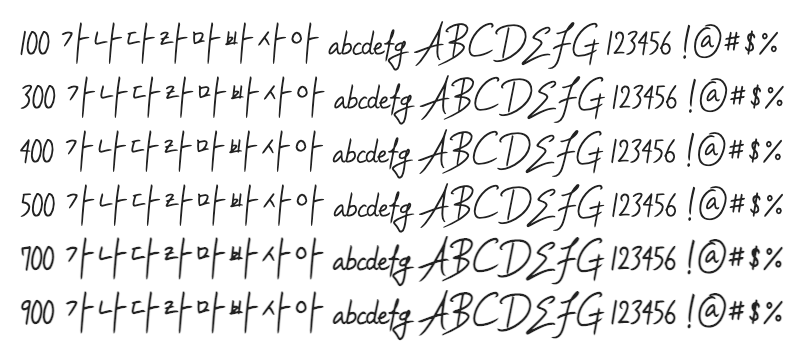 100 가나다라마바사아 abcdefg ABCDEFG 123456 !@#$%
300 가나다라마바사아 abcdefg ABCDEFG 123456 !@#$%
400 가나다라마바사아 abcdefg ABCDEFG 123456 !@#$%
500 가나다라마바사아 abcdefg ABCDEFG 123456 !@#$%
700 가나다라마바사아 abcdefg ABCDEFG 123456 !@#$%
900 가나다라마바사아 abcdefg ABCDEFG 123456 !@#$%